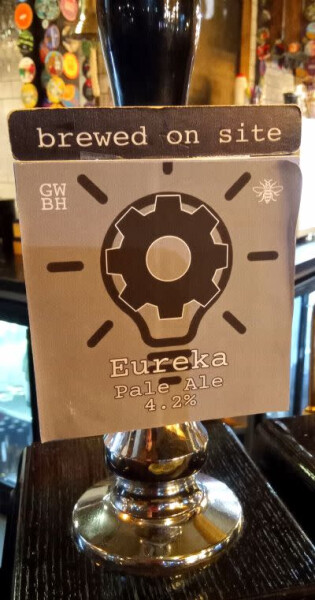 brewed on site
GW
BH
Eureka
Pale Ale
4.2%